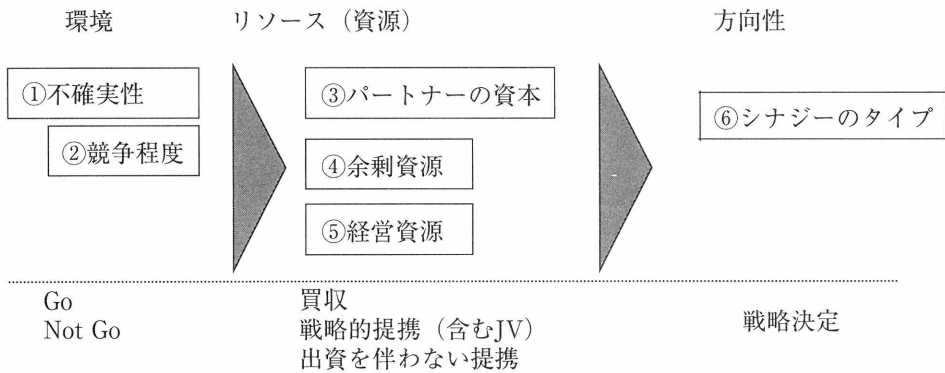 環境
リソース（資源）
方向性
①不確実性
②競争程度
③パートナーの資本
④余剰資源
⑤経営資源
⑥シナジーのタイプ
Go
Not Go
買収
戦略的提携（含むJV）
出資を伴わない提携
戦略決定